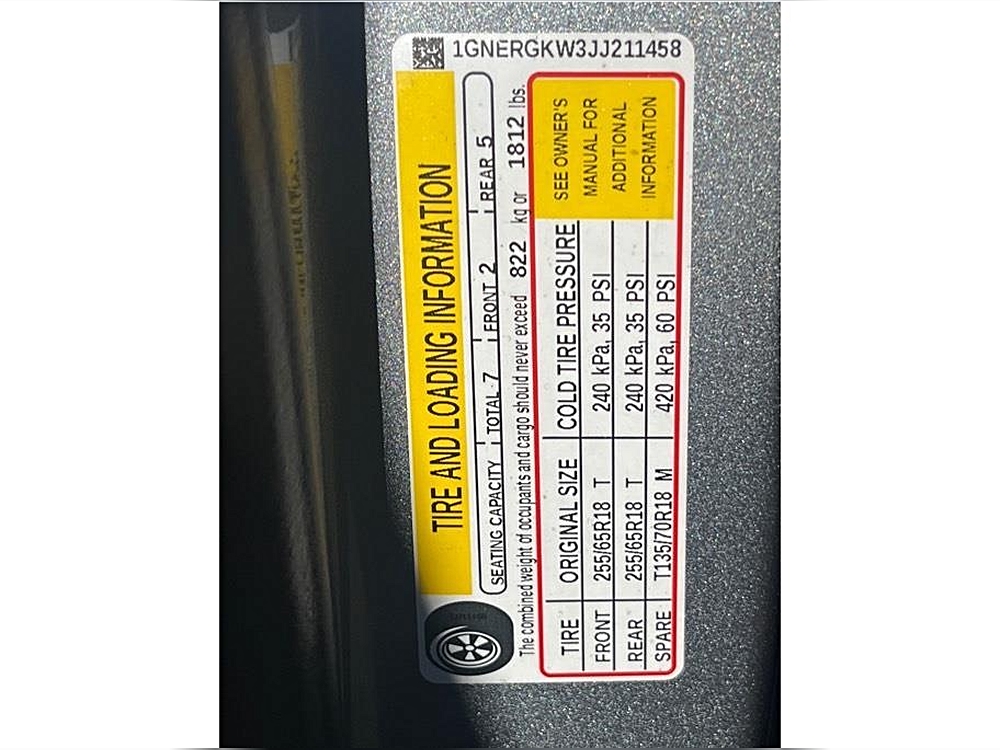 1GNERGKW3JJ211458
TIRE AND LOADING INFORMATION
SEATING CAPACITY TOTAL 7 FRONT 2 REAR 5
The combined weight of occupants and cargo should never exceed 822 kg or 1812 lbs.
TIRE ORIGINAL SIZE COLD TIRE PRESSURE
FRONT 255/65R18 T 240 kPa, 35 PSI
REAR 255/65R18 T 240 kPa, 35 PSI
SPARE T135/70R18 M 420 kPa, 60 PSI
SEE OWNER'S
MANUAL FOR
ADDITIONAL
INFORMATION